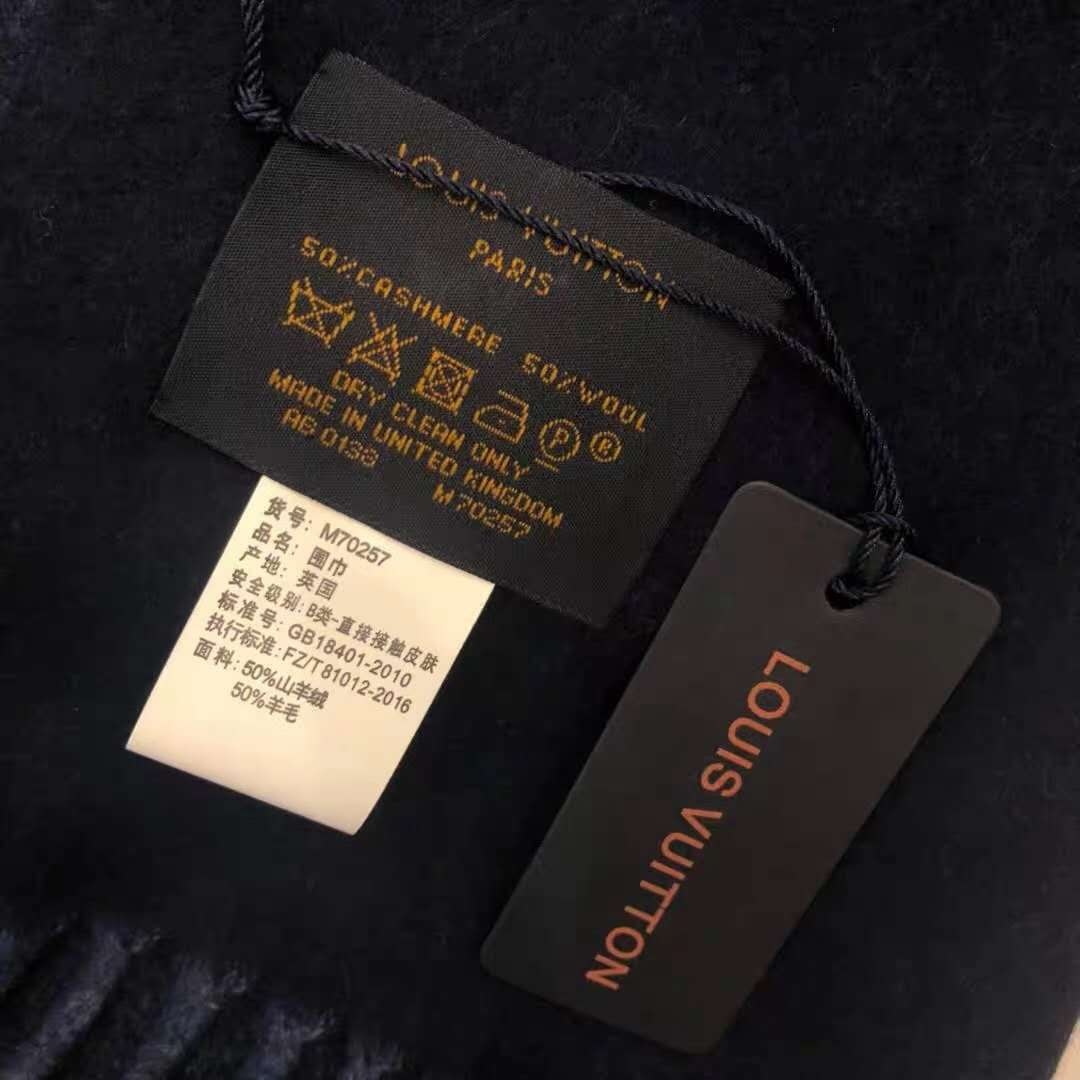 LOUIS VUITTON
PARIS
50%CASHMERE 50%WOOL
P ®
DRY CLEAN ONLY
MADE IN UNITED KINGDOM
AE 0133 M 70257
货号: M70257
品名: 围巾
产地: 英国
安全级别: B类-直接接触皮肤
标准号: GB18401-2010
执行标准: FZ/T81012-2016
面料: 50%山羊绒
50%羊毛
LOUIS VUITTON